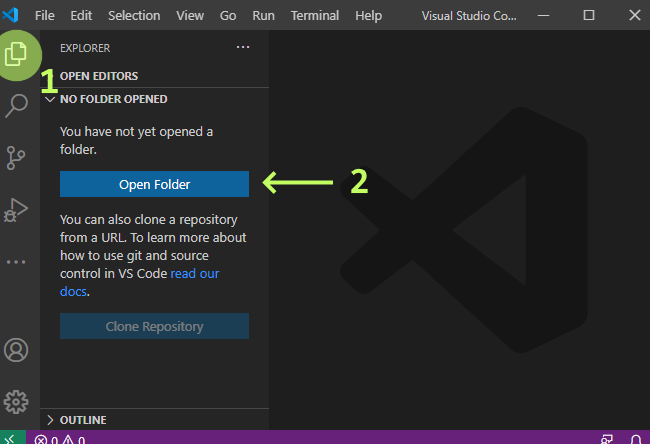 File Edit Selection View Go Run Terminal Help Visual Studio Co...
EXPLORER
1
OPEN EDITORS
NO FOLDER OPENED
You have not yet opened a
folder.
Open Folder
2
You can also clone a repository
from a URL. To learn more about
how to use git and source
control in VS Code read our
docs.
Clone Repository
OUTLINE
0 0